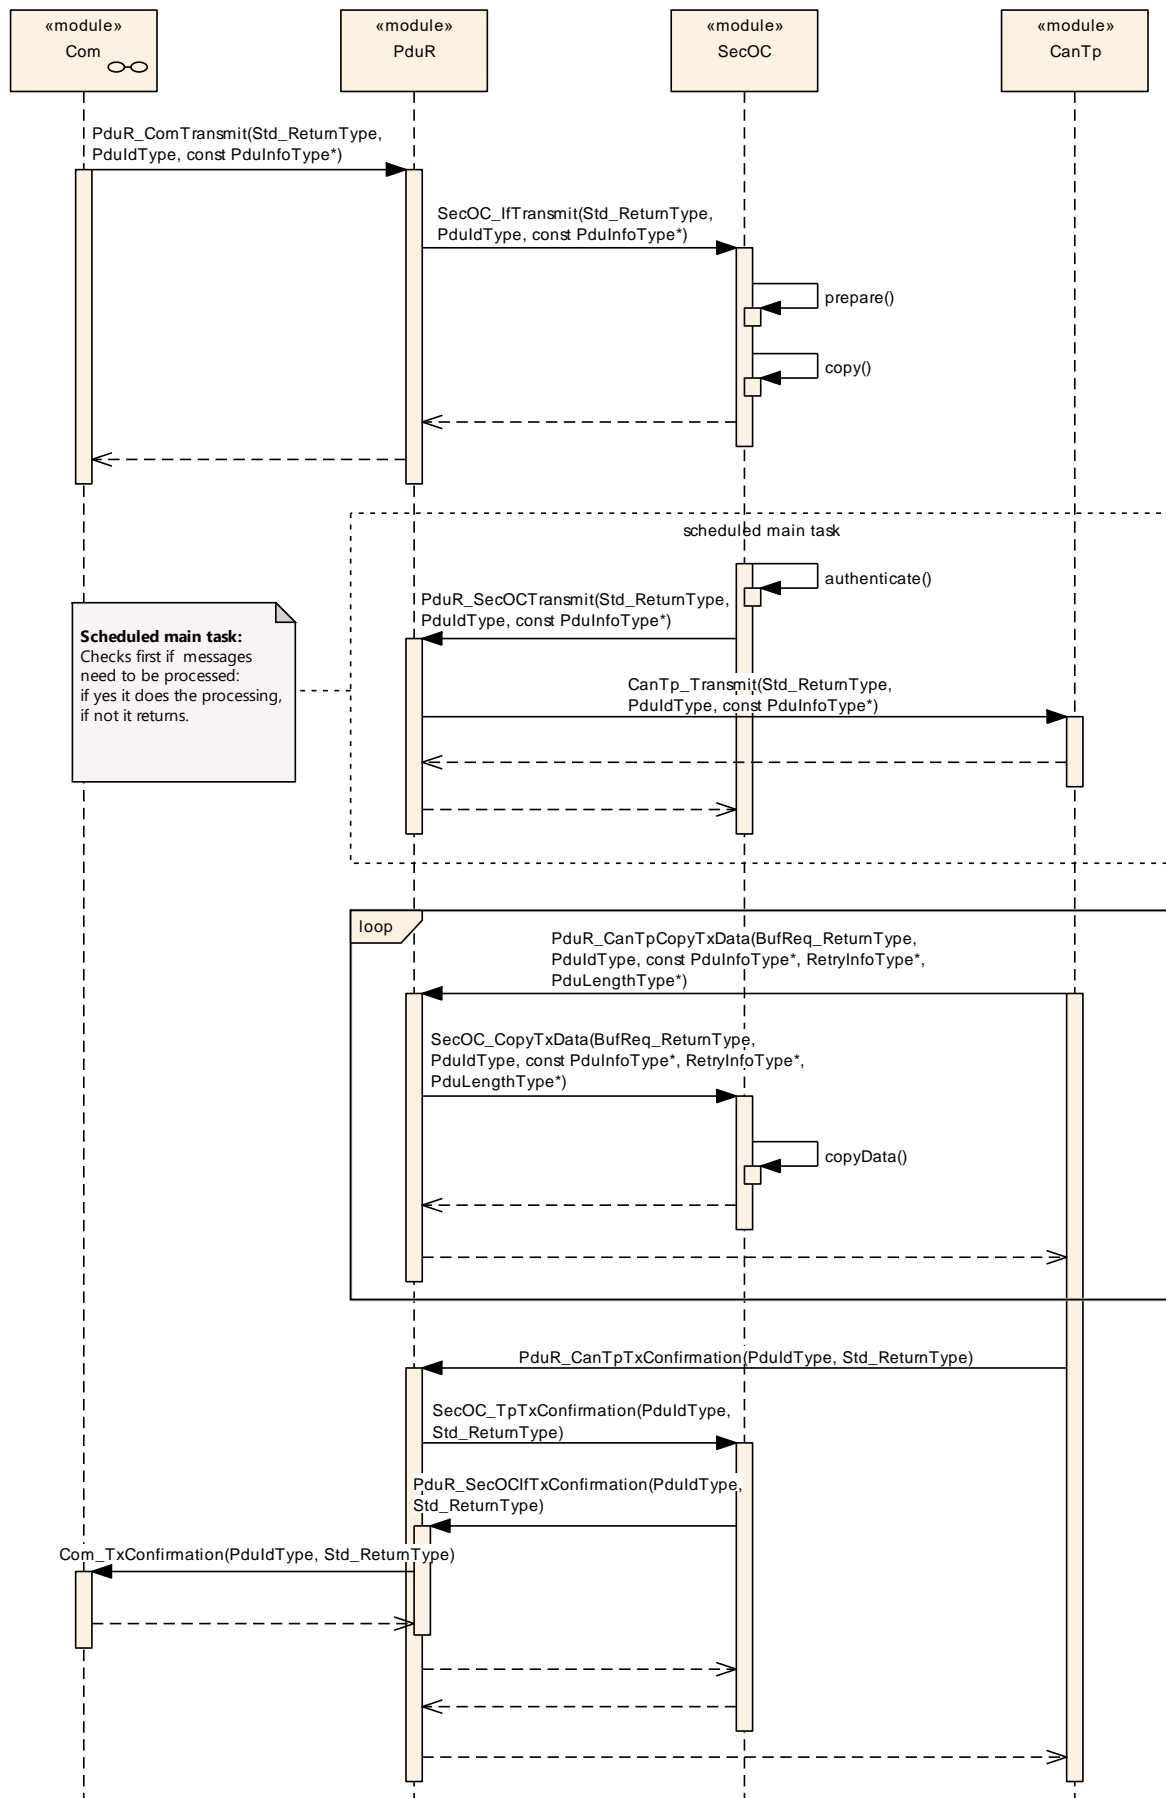 «module»
Com
«module»
PduR
«module»
SecOC
«module»
CanTp
PduR_ComTransmit(Std_ReturnType,
PduIdType, const PduInfoType*)
SecOC_IfTransmit(Std_ReturnType,
PduIdType, const PduInfoType*)
prepare()
copy()
scheduled main task
authenticate()
PduR_SecOCTransmit(Std_ReturnType,
PduIdType, const PduInfoType*)
Scheduled main task:
Checks first if  messages
need to be processed:
if yes it does the processing,
if not it returns.
CanTp_Transmit(Std_ReturnType,
PduIdType, const PduInfoType*)
loop
PduR_CanTpCopyTxData(BufReq_ReturnType,
PduIdType, const PduInfoType*, RetryInfoType*,
PduLengthType*)
SecOC_CopyTxData(BufReq_ReturnType,
PduIdType, const PduInfoType*, RetryInfoType*,
PduLengthType*)
copyData()
PduR_CanTpTxConfirmation(PduIdType, Std_ReturnType)
SecOC_TpTxConfirmation(PduIdType,
Std_ReturnType)
PduR_SecOCIfTxConfirmation(PduIdType,
Std_ReturnType)
Com_TxConfirmation(PduIdType, Std_ReturnType)